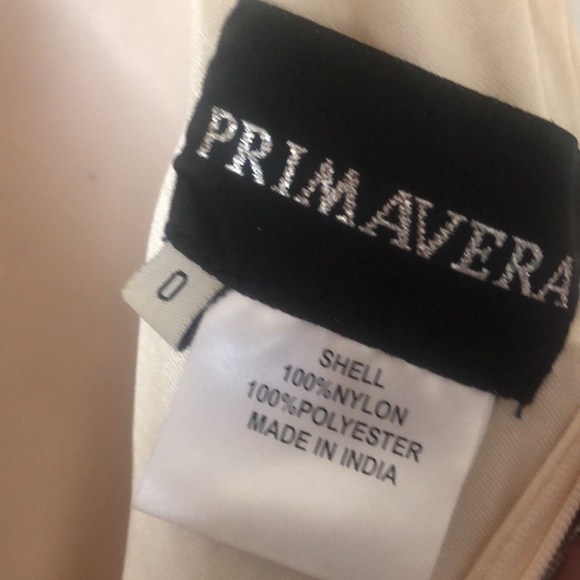 PRIMAVERA
0
SHELL
100%NYLON
100%POLYESTER
MADE IN INDIA